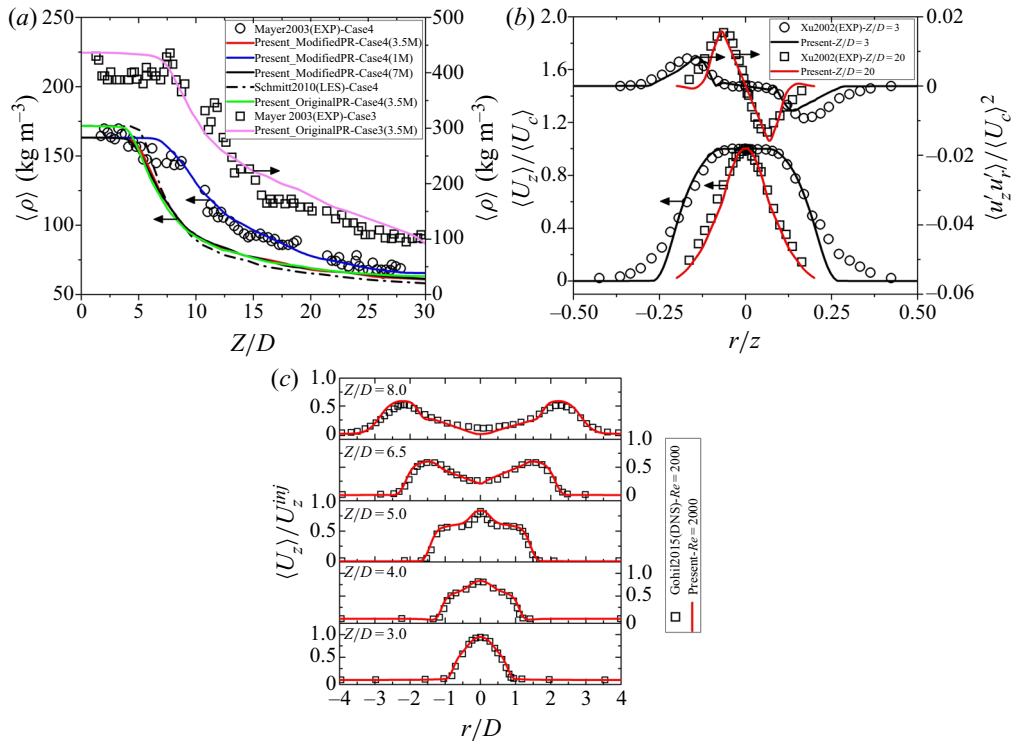 (a)
250
200
150
100
50
⟨ρ⟩ (kg m⁻³)
Mayer2003(EXP)-Case4
Present_ModifiedPR-Case4(3.5M)
Present_ModifiedPR-Case4(1M)
Present_ModifiedPR-Case4(7M)
Schmitt2010(LES)-Case4
Present_OriginalPR-Case4(3.5M)
Mayer 2003(EXP)-Case3
Present_OriginalPR-Case3(3.5M)
500
400
300
200
100
0
⟨ρ⟩ (kg m⁻³)
0 5 10 15 20 25 30
Z/D
(b)
2.0
1.6
1.2
0.8
0.4
0
⟨U_z⟩/⟨U_c⟩
Xu2002(EXP)-Z/D = 3
Present-Z/D = 3
Xu2002(EXP)-Z/D = 20
Present-Z/D = 20
0.02
0
−0.02
−0.04
−0.06
⟨u′_z u′_r⟩/⟨U_c⟩²
−0.50 −0.25 0 0.25 0.50
r/z
(c)
1.0
0.5
0
Z/D = 8.0
6.5
1.0
0.5
0
1.0
0.5
0
Z/D = 5.0
Z/D = 4.0
1.0
0.5
0
1.0
0.5
Z/D = 3.0
⟨U_z⟩/U_z^inj
−4 −3 −2 −1 0 1 2 3 4
r/D
Gohil2015(DNS)-Re = 2000
Present-Re = 2000